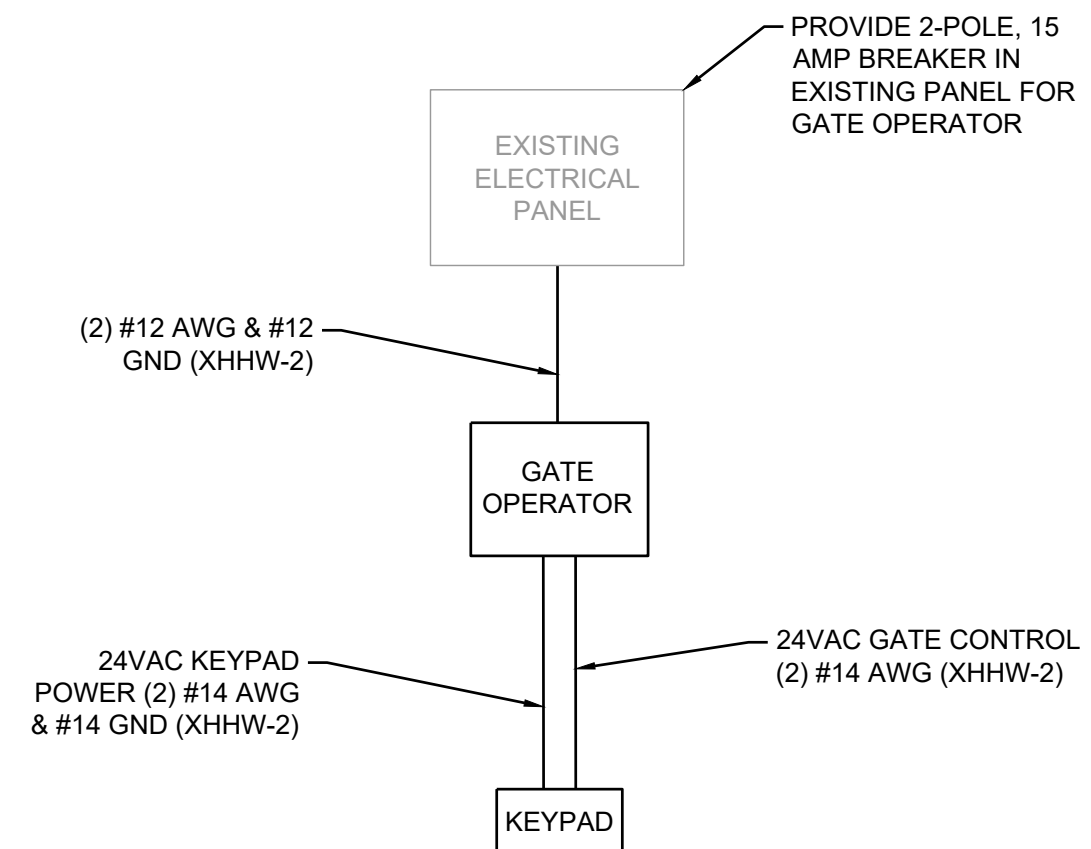 PROVIDE 2-POLE, 15
AMP BREAKER IN
EXISTING PANEL FOR
GATE OPERATOR
EXISTING
ELECTRICAL
PANEL
(2) #12 AWG & #12
GND (XHHW-2)
GATE
OPERATOR
24VAC KEYPAD
POWER (2) #14 AWG
& #14 GND (XHHW-2)
24VAC GATE CONTROL
(2) #14 AWG (XHHW-2)
KEYPAD